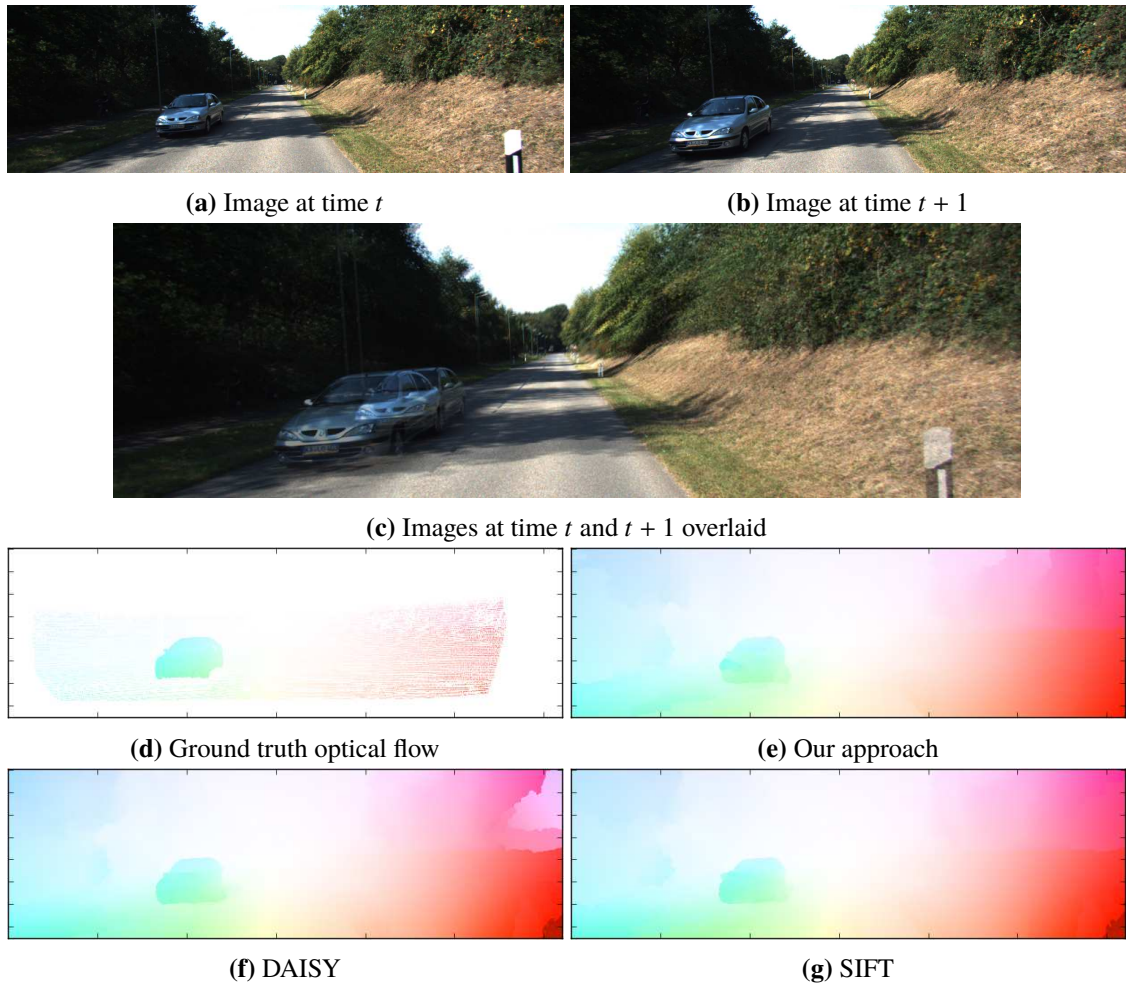 (a) Image at time t
(b) Image at time t + 1
(c) Images at time t and t + 1 overlaid
(d) Ground truth optical flow
(e) Our approach
(f) DAISY
(g) SIFT